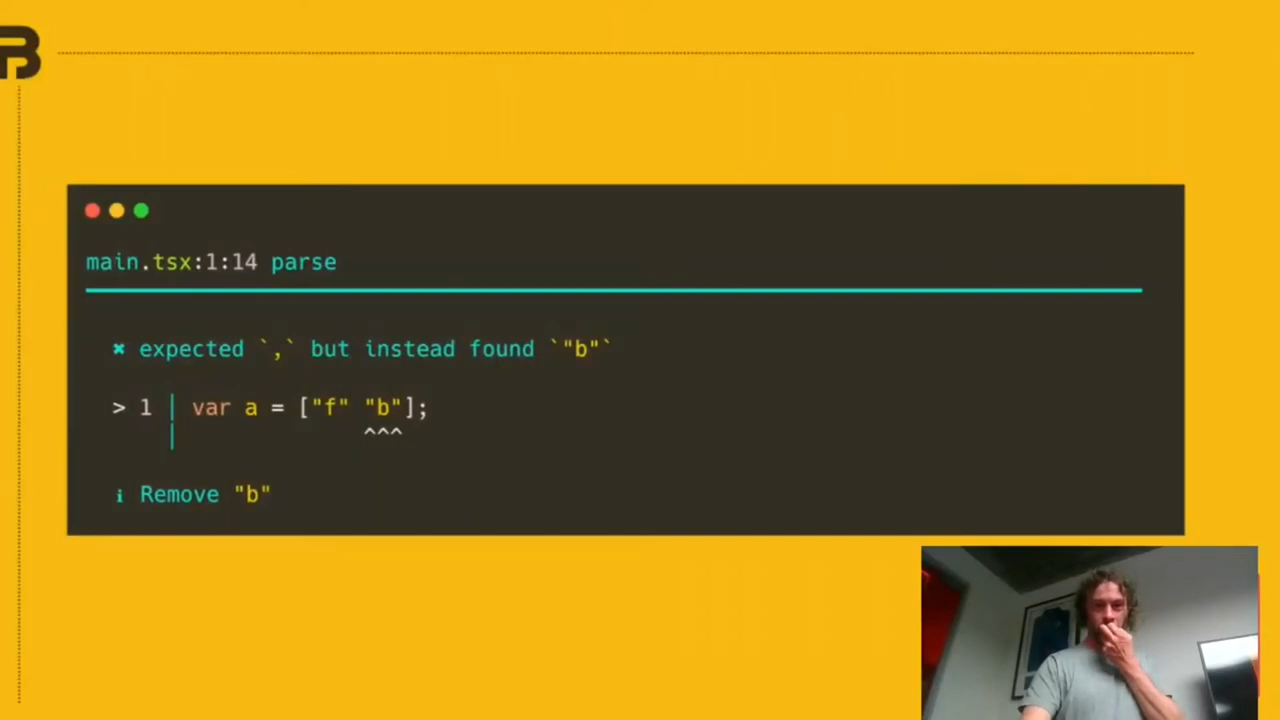 main.tsx:1:14 parse
✖ expected `,` but instead found `"b"`
> 1 | var a = ["f" "b"];
| ^^^
ℹ Remove "b"